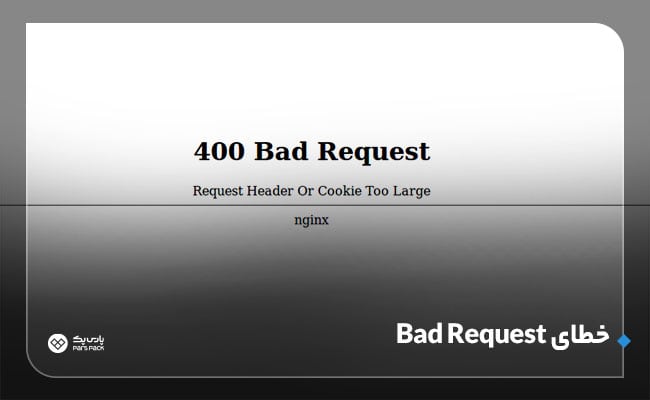 400 Bad Request
Request Header Or Cookie Too Large
nginx
خطای Bad Request
پارس پک
PARS PACK